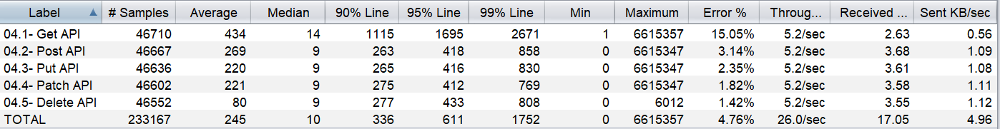 Label # Samples Average Median 90% Line 95% Line 99% Line Min Maximum Error % Throug... Received ... Sent KB/sec
04.1- Get API 46710 434 14 1115 1695 2671 1 6615357 15.05% 5.2/sec 2.63 0.56
04.2- Post API 46667 269 9 263 418 858 0 6615347 3.14% 5.2/sec 3.68 1.09
04.3- Put API 46636 220 9 265 416 830 0 6615347 2.35% 5.2/sec 3.61 1.08
04.4- Patch API 46602 221 9 275 412 769 0 6615347 1.82% 5.2/sec 3.58 1.11
04.5- Delete API 46552 80 9 277 433 808 0 6012 1.42% 5.2/sec 3.55 1.12
TOTAL 233167 245 10 336 611 1752 0 6615357 4.76% 26.0/sec 17.05 4.96